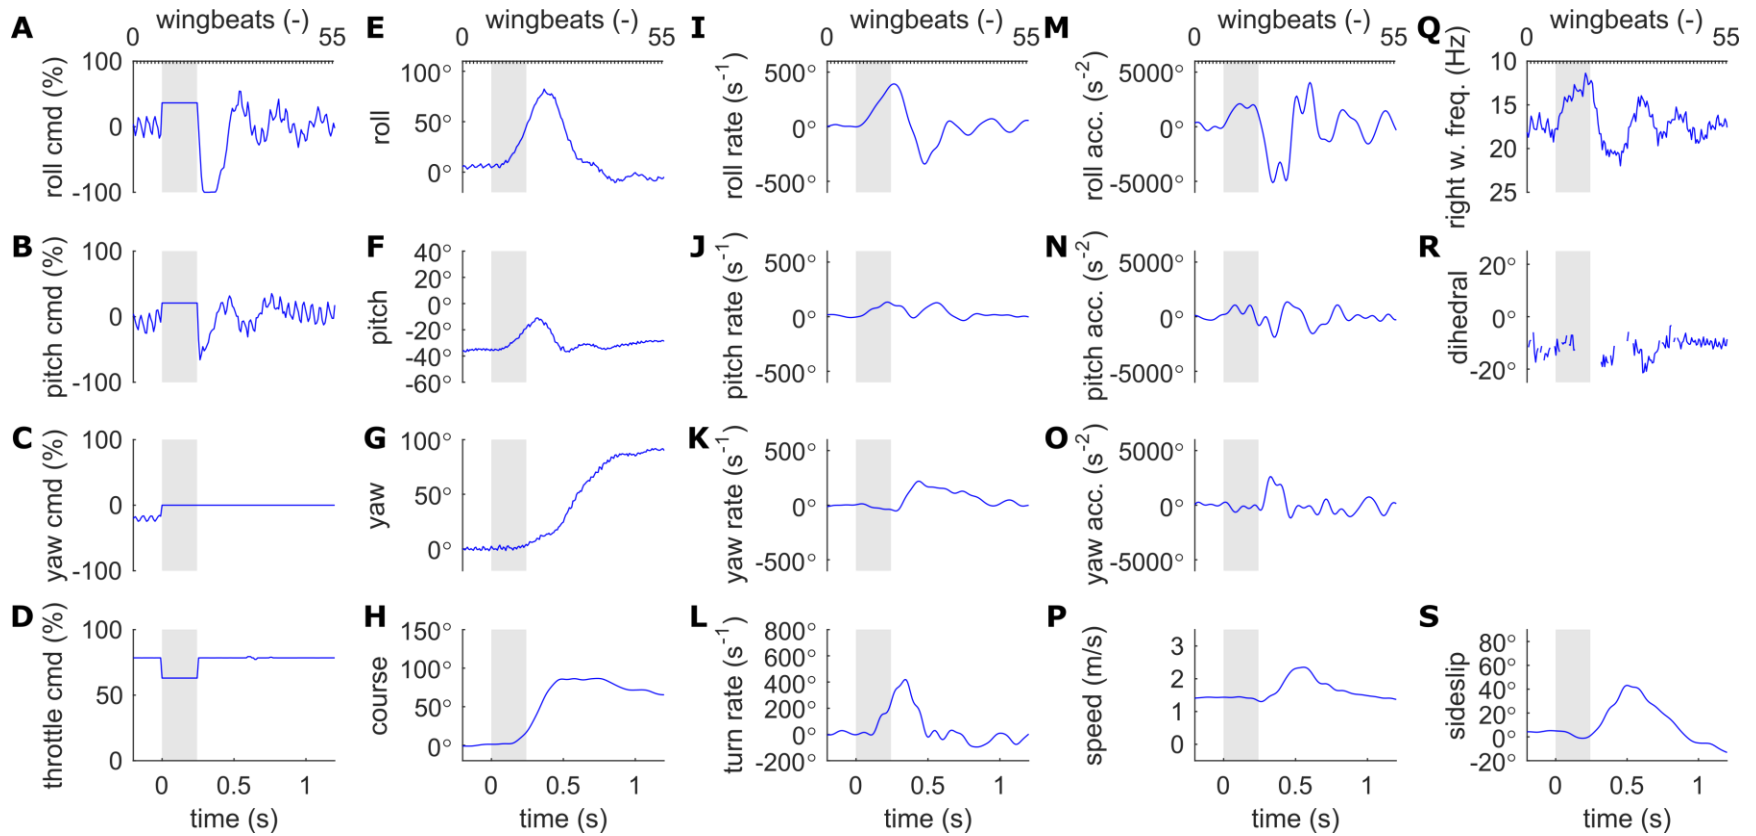 A wingbeats (-) E wingbeats (-) I wingbeats (-) M wingbeats (-) Q wingbeats (-)
0 55 0 55 0 55 0 55 0 55
roll cmd (%) 100 0 -100
roll 100° 50° 0°
roll rate (s-1) 500° 0° -500°
roll acc. (s-2) 5000° 0° -5000°
right w. freq. (Hz) 10 15 20 25
B pitch cmd (%) 100 0 -100
F pitch 40° 20° 0° -20° -40° -60°
J pitch rate (s-1) 500° 0° -500°
N pitch acc. (s-2) 5000° 0° -5000°
R dihedral 20° 0° -20°
C yaw cmd (%) 100 0 -100
G yaw 100° 50° 0°
K yaw rate (s-1) 500° 0° -500°
O yaw acc. (s-2) 5000° 0° -5000°
D throttle cmd (%) 100 50 0
H course 150° 100° 50° 0°
L turn rate (s-1) 800° 600° 400° 200° 0° -200°
P speed (m/s) 3 2 1 0
S sideslip 80° 60° 40° 20° 0° -20°
0 0.5 1 0 0.5 1 0 0.5 1 0 0.5 1 0 0.5 1
time (s) time (s) time (s) time (s) time (s)